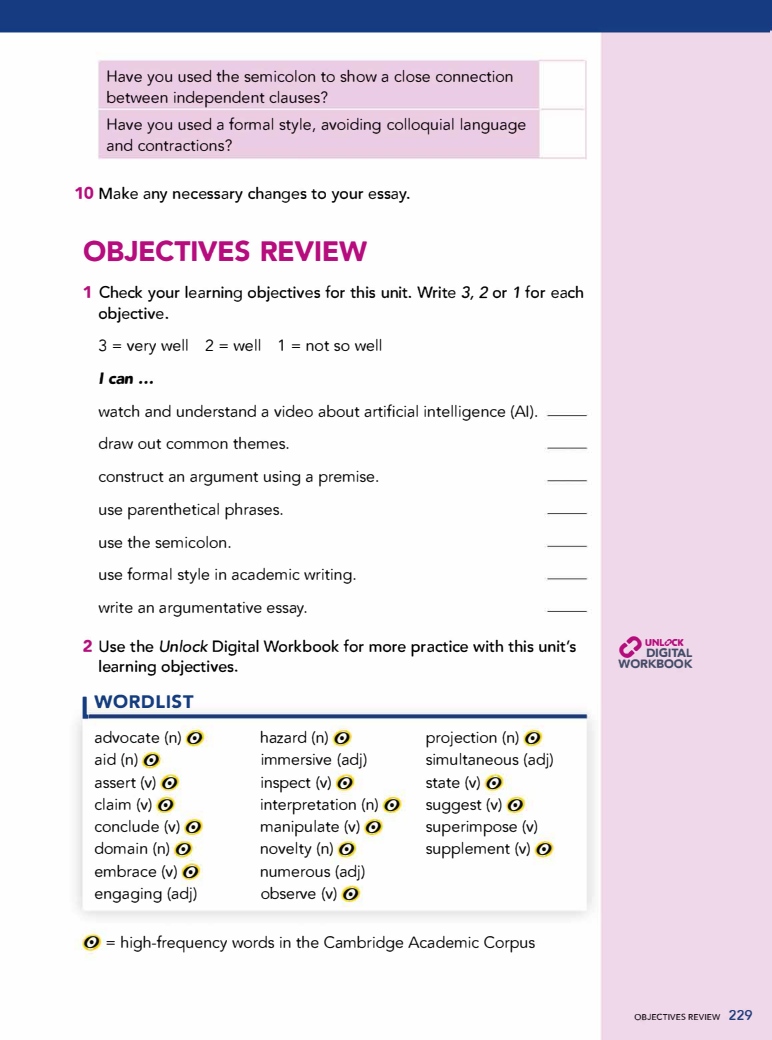 Have you used the semicolon to show a close connection
between independent clauses?
Have you used a formal style, avoiding colloquial language
and contractions?
10 Make any necessary changes to your essay.
OBJECTIVES REVIEW
1 Check your learning objectives for this unit. Write 3, 2 or 1 for each
objective.
3 = very well 2 = well 1 = not so well
I can ...
watch and understand a video about artificial intelligence (AI). ____
draw out common themes. ____
construct an argument using a premise. ____
use parenthetical phrases. ____
use the semicolon. ____
use formal style in academic writing. ____
write an argumentative essay. ____
2 Use the Unlock Digital Workbook for more practice with this unit's
learning objectives.
UNLOCK
DIGITAL
WORKBOOK
WORDLIST
advocate (n) O
aid (n) O
assert (v) O
claim (v) O
conclude (v) O
domain (n) O
embrace (v) O
engaging (adj)
hazard (n) O
immersive (adj)
inspect (v) O
interpretation (n) O
manipulate (v) O
novelty (n) O
numerous (adj)
observe (v) O
projection (n) O
simultaneous (adj)
state (v) O
suggest (v) O
superimpose (v)
supplement (v) O
O = high-frequency words in the Cambridge Academic Corpus
OBJECTIVES REVIEW 229